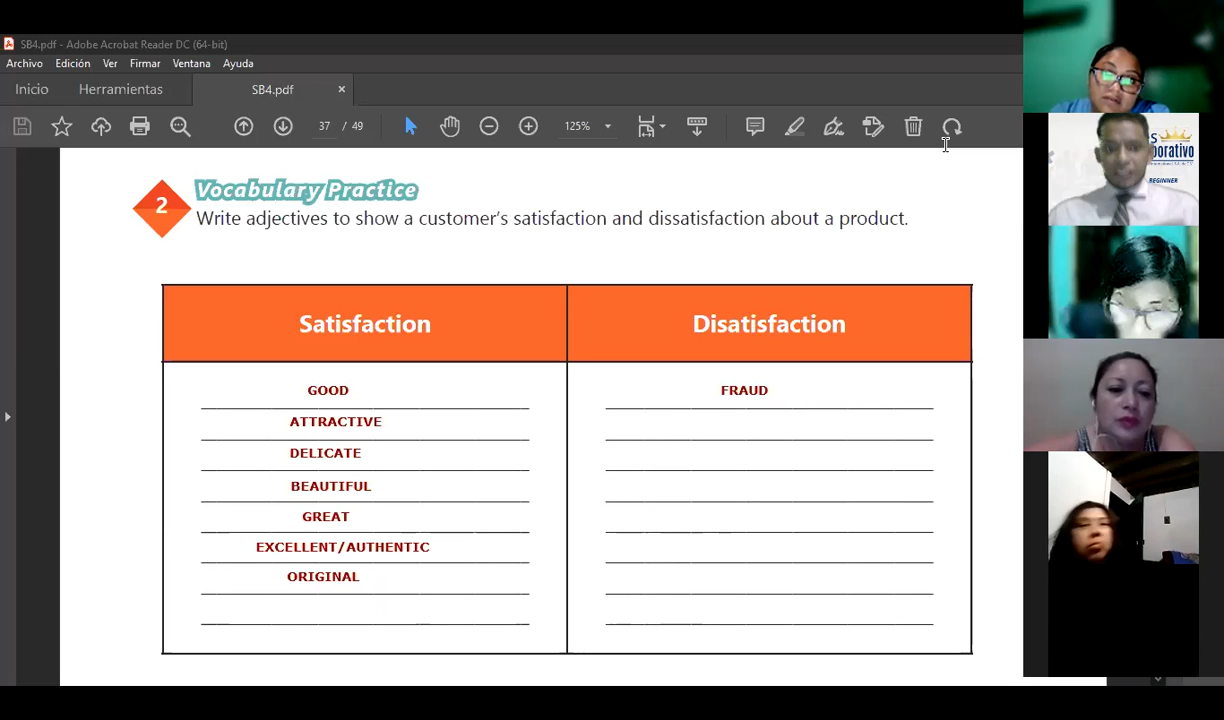 SB4.pdf - Adobe Acrobat Reader DC (64-bit)
Archivo Edición Ver Firmar Ventana Ayuda
Inicio Herramientas SB4.pdf ×
37 / 49 125%
2
Vocabulary Practice
Write adjectives to show a customer's satisfaction and dissatisfaction about a product.
Satisfaction Disatisfaction
GOOD FRAUD
ATTRACTIVE
DELICATE
BEAUTIFUL
GREAT
EXCELLENT/AUTHENTIC
ORIGINAL